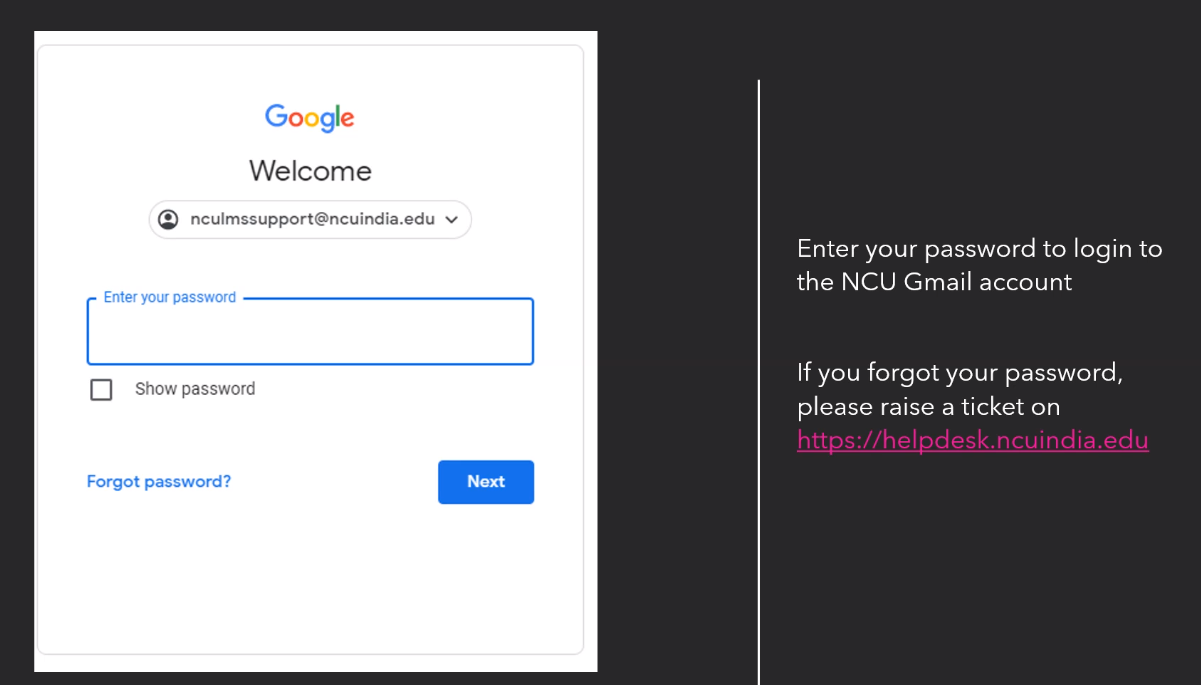 Google
Welcome
nculmssupport@ncuindia.edu
Enter your password
Show password
Forgot password?
Next
Enter your password to login to
the NCU Gmail account
If you forgot your password,
please raise a ticket on
https://helpdesk.ncuindia.edu